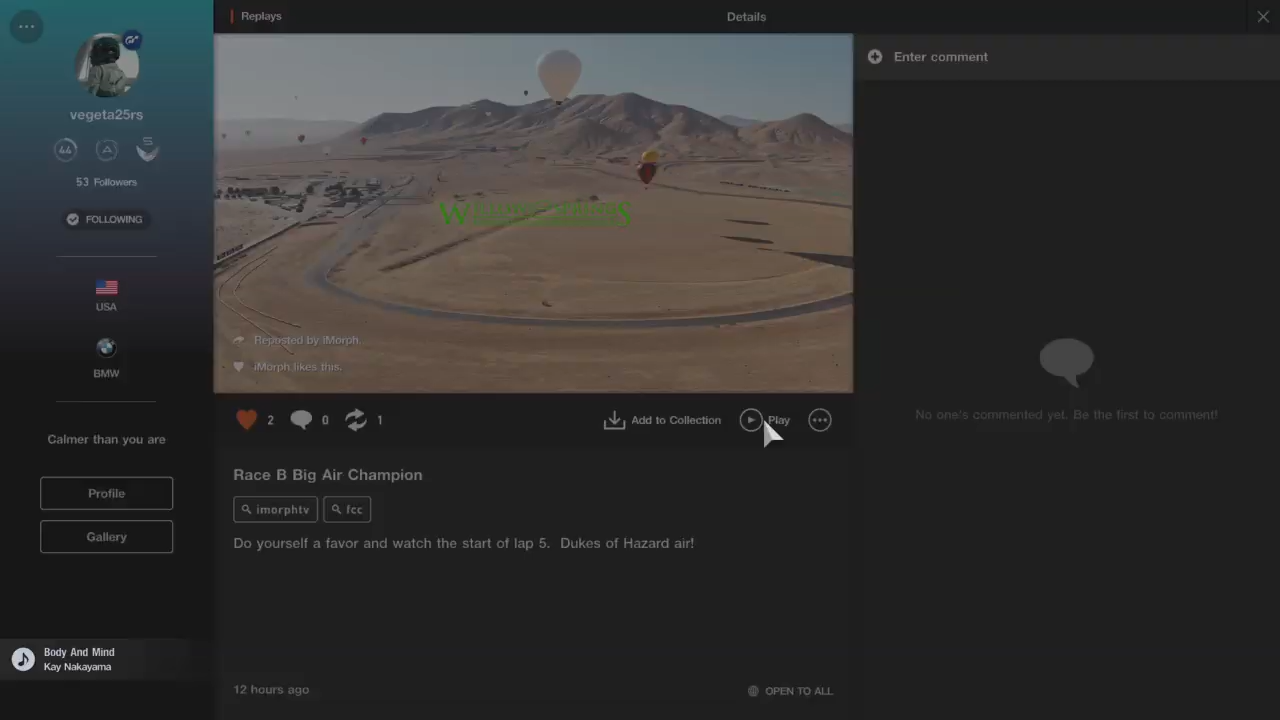 Replays
Details
vegeta25rs
44
A
S
53 Followers
FOLLOWING
USA
BMW
Calmer than you are
Profile
Gallery
Body And Mind
Kay Nakayama
Reposted by iMorph.
iMorph likes this.
2
0
1
Add to Collection
Play
Race B Big Air Champion
imorphtv
fcc
Do yourself a favor and watch the start of lap 5. Dukes of Hazard air!
12 hours ago
@ OPEN TO ALL
Enter comment
No one's commented yet. Be the first to comment!